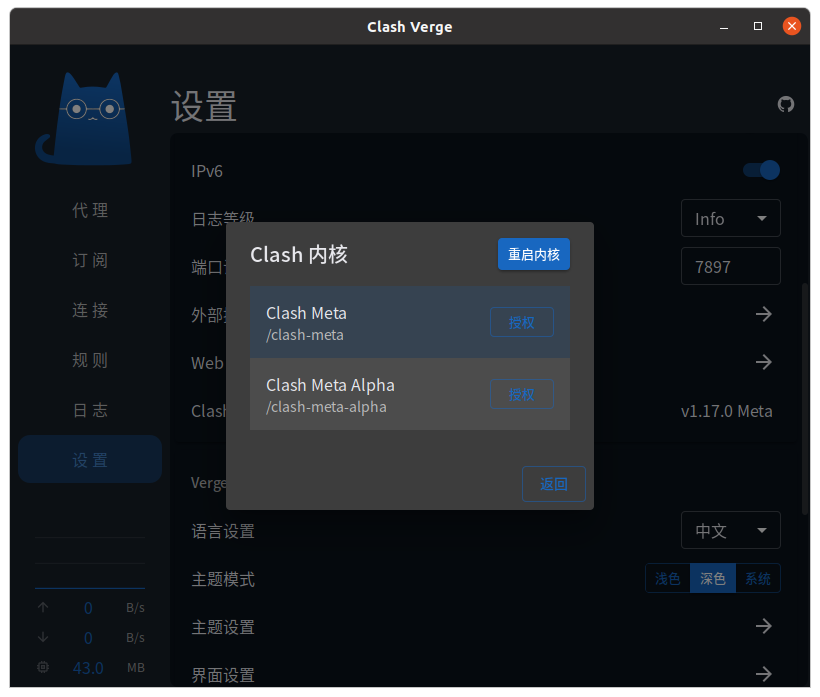 Clash Verge
设置
代 理
订 阅
连 接
规 则
日 志
设 置
0 B/s
0 B/s
43.0 MB
IPv6
日志等级 Info
端口 7897
外部
Web
Clash v1.17.0 Meta
Clash 内核 重启内核
Clash Meta 授权
/clash-meta
Clash Meta Alpha 授权
/clash-meta-alpha
返回
Verge
语言设置 中文
主题模式 浅色 深色 系统
主题设置
界面设置